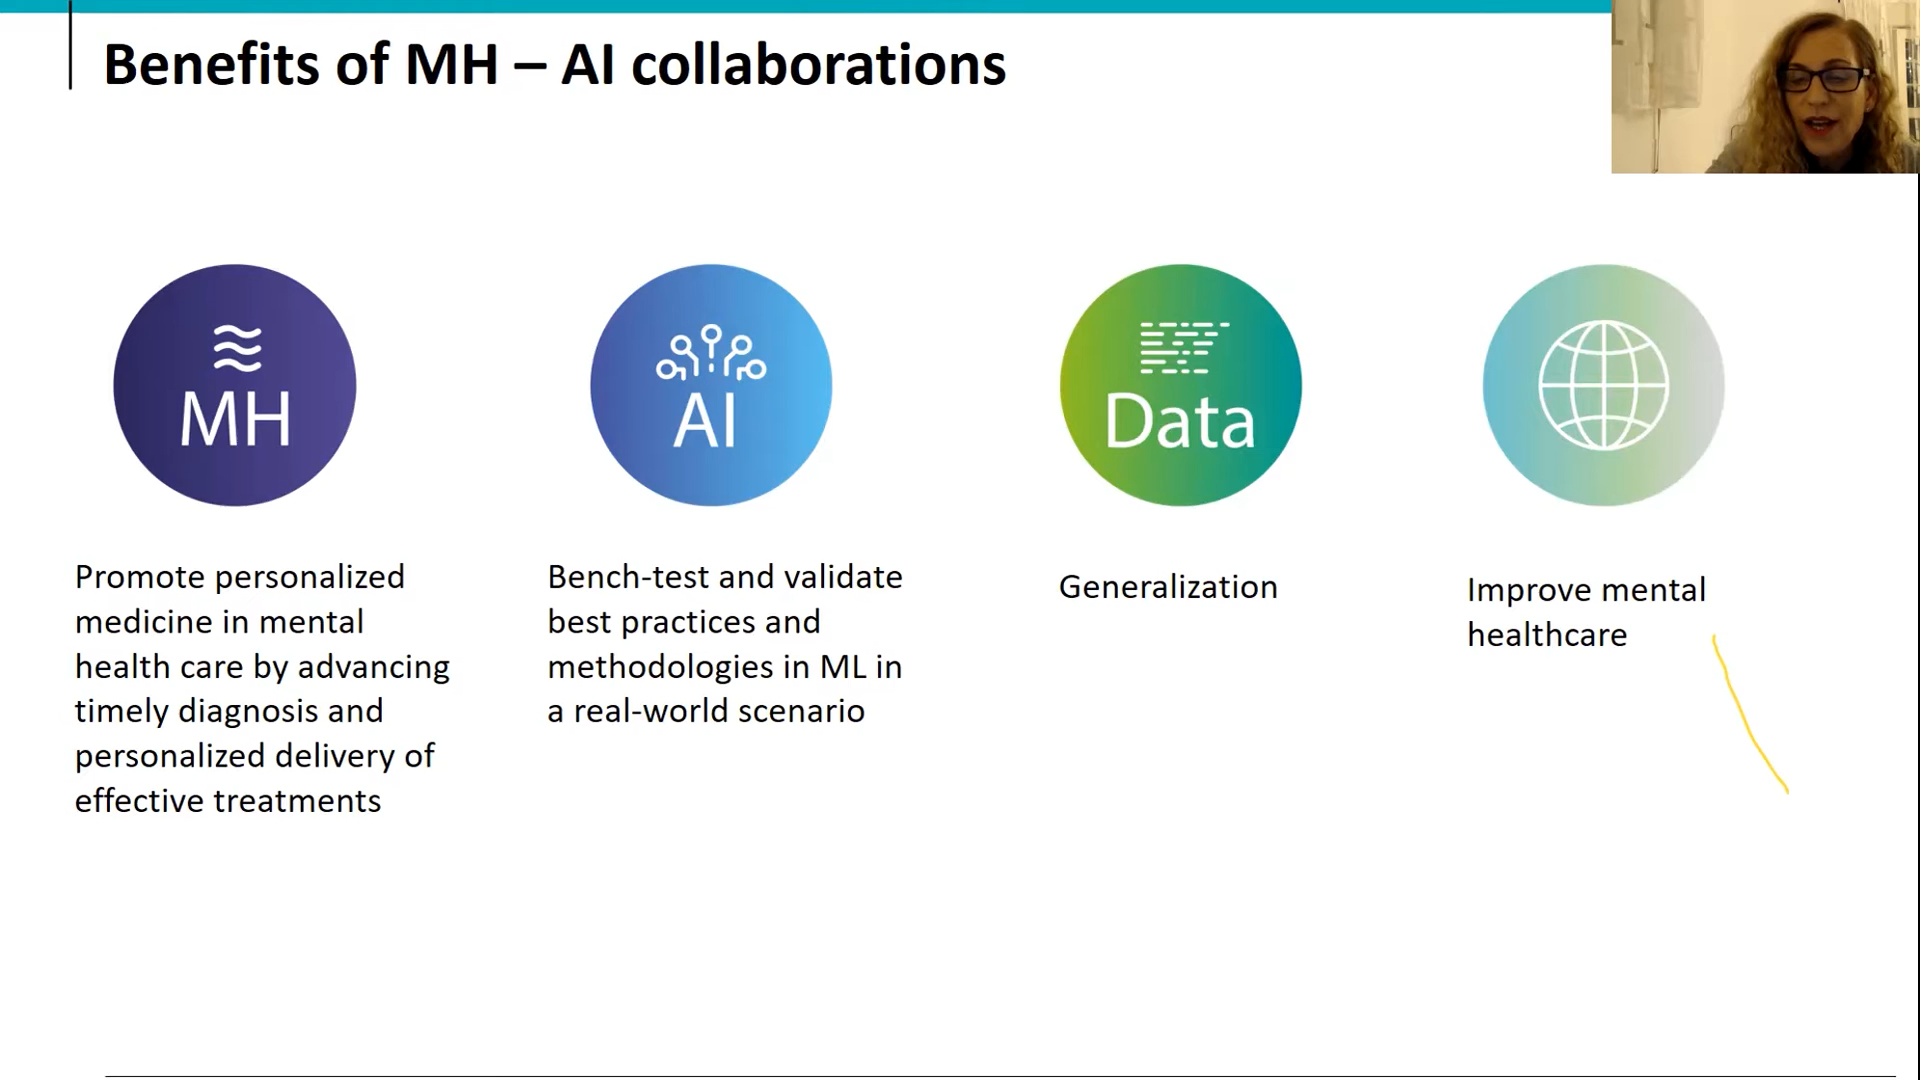 Benefits of MH – AI collaborations
MH
AI
Data
Promote personalized
medicine in mental
health care by advancing
timely diagnosis and
personalized delivery of
effective treatments
Bench-test and validate
best practices and
methodologies in ML in
a real-world scenario
Generalization
Improve mental
healthcare